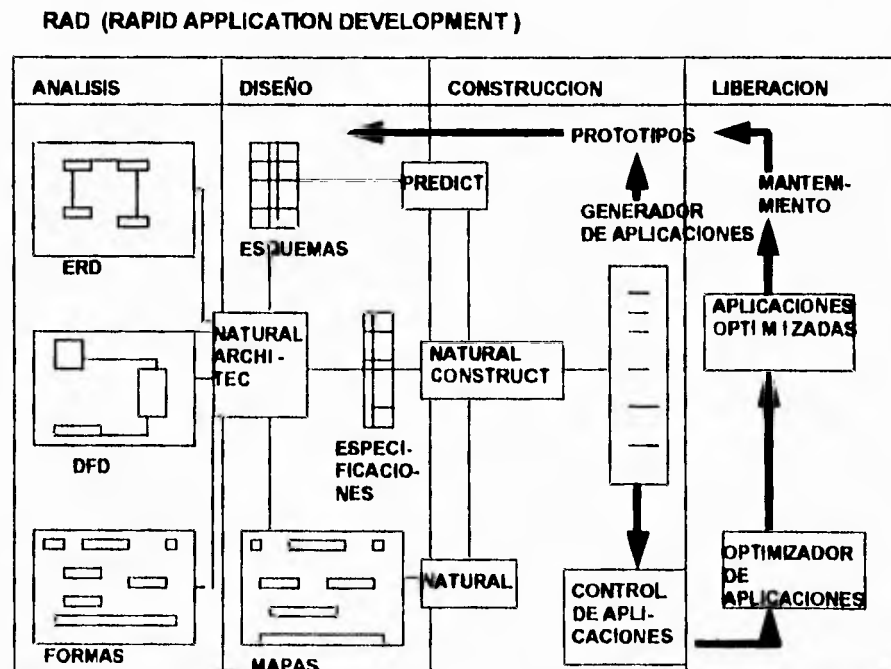 RAD (RAPID APPLICATION DEVELOPMENT )
ANALISIS
DISEÑO
CONSTRUCCION
LIBERACION
PROTOTIPOS
PREDICT
MANTENI-
MIENTO
GENERADOR
DE APLICACIONES
ESQUEMAS
ERD
APLICACIONES
OPTIMIZADAS
NATURAL
ARCHI-
TEC
NATURAL
CONSTRUCT
ESPECI-
FICACIO-
NES
DFD
OPTIMIZADOR
DE
APLICACIONES
NATURAL
CONTROL
DE APLI-
CACIONES
FORMAS
MAPAS